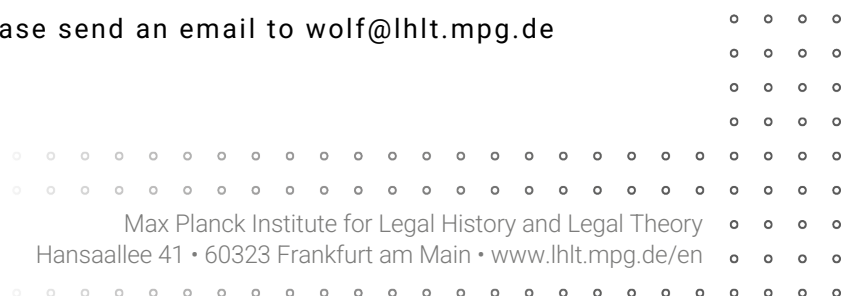 ase send an email to wolf@lhlt.mpg.de
Max Planck Institute for Legal History and Legal Theory
Hansaallee 41 • 60323 Frankfurt am Main • www.lhlt.mpg.de/en